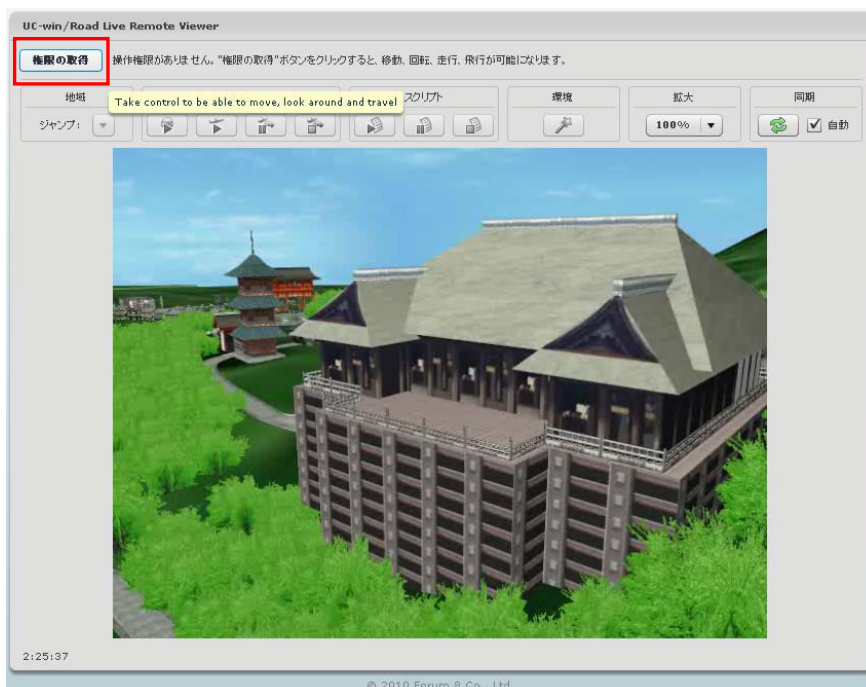 UC-win/Road Live Remote Viewer
権限の取得 操作権限がありません。"権限の取得"ボタンをクリックすると、移動、回転、走行、飛行が可能になります。
地域 スクリプト 環境 拡大 同期
Take control to be able to move, look around and travel
ジャンプ: 100% 自動
2:25:37
© 2010 Forum 8 Co., Ltd.